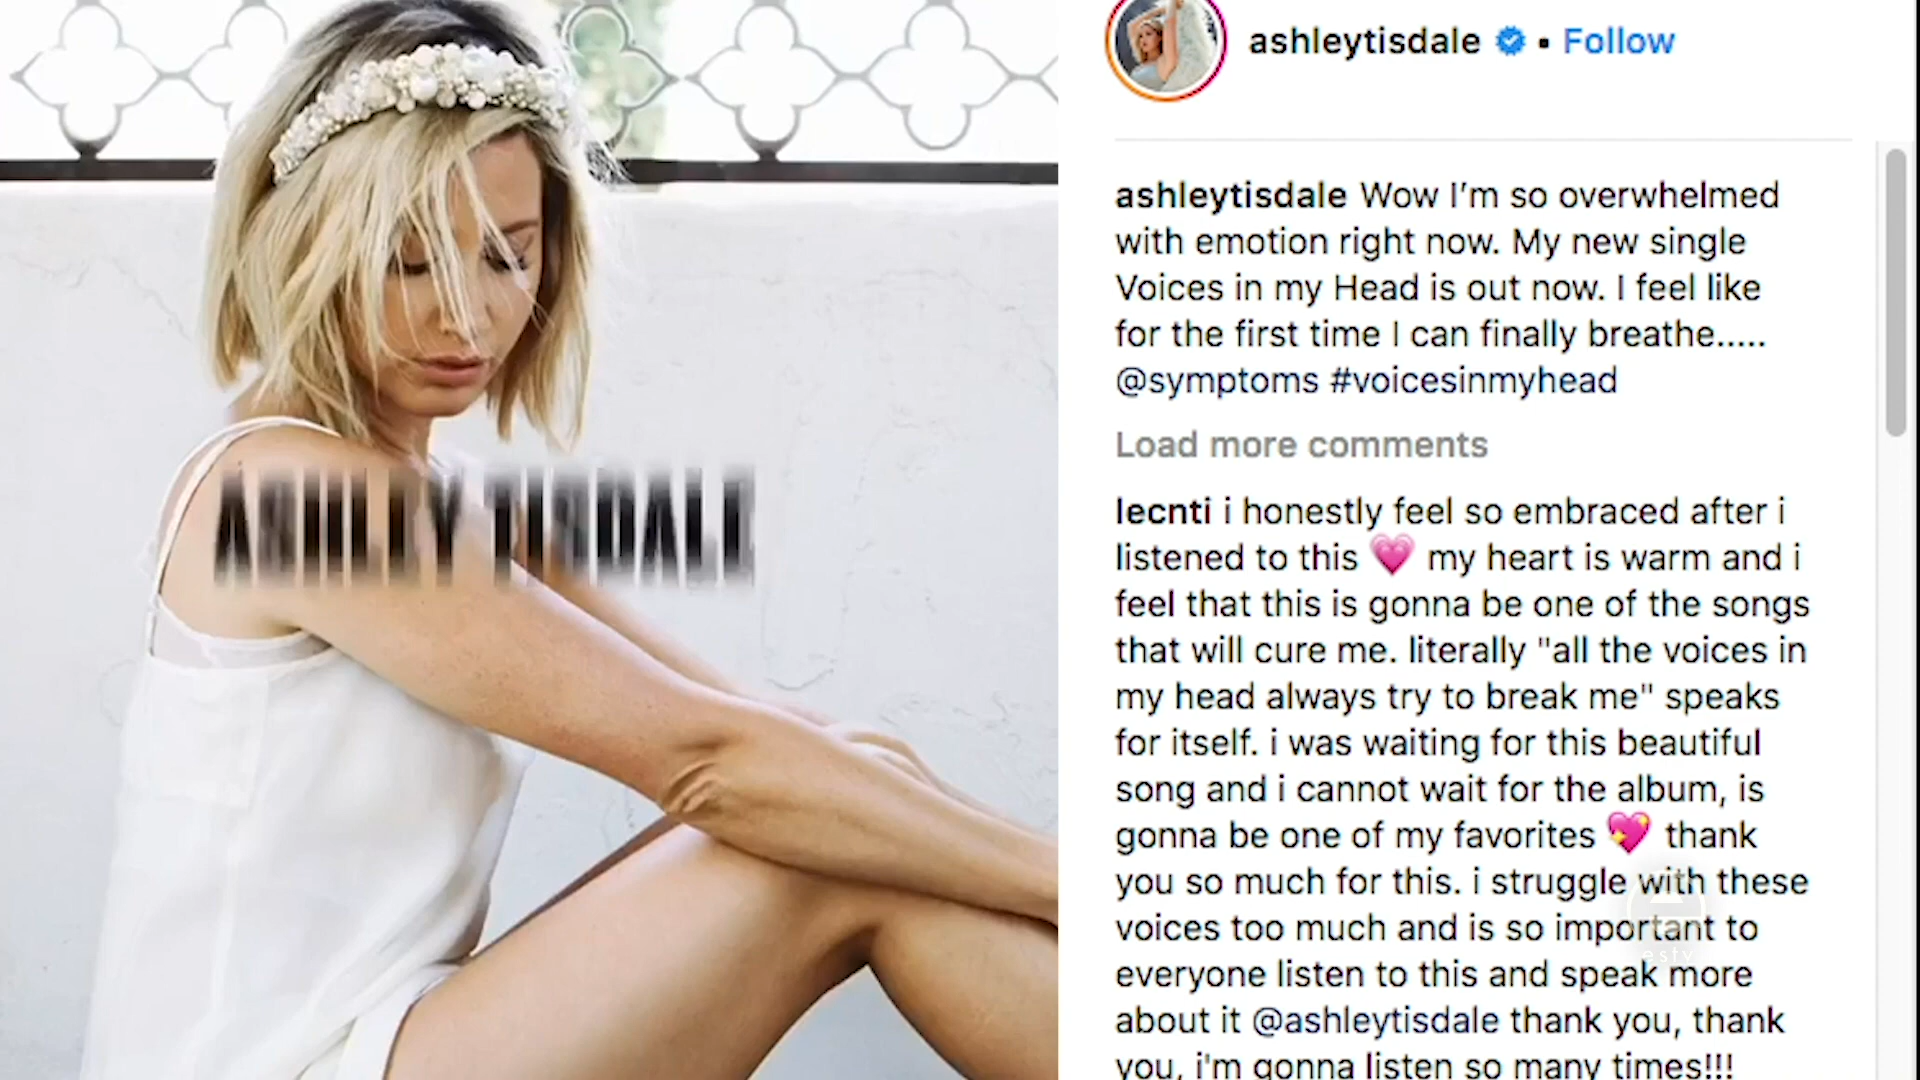 ashleytisdale • Follow
ASHLEY TISDALE
ashleytisdale Wow I’m so overwhelmed
with emotion right now. My new single
Voices in my Head is out now. I feel like
for the first time I can finally breathe.....
@symptoms #voicesinmyhead
Load more comments
lecnti i honestly feel so embraced after i
listened to this 💗 my heart is warm and i
feel that this is gonna be one of the songs
that will cure me. literally "all the voices in
my head always try to break me" speaks
for itself. i was waiting for this beautiful
song and i cannot wait for the album, is
gonna be one of my favorites 💖 thank
you so much for this. i struggle with these
voices too much and is so important to
estv
everyone listen to this and speak more
about it @ashleytisdale thank you, thank
you, i'm gonna listen so many times!!!